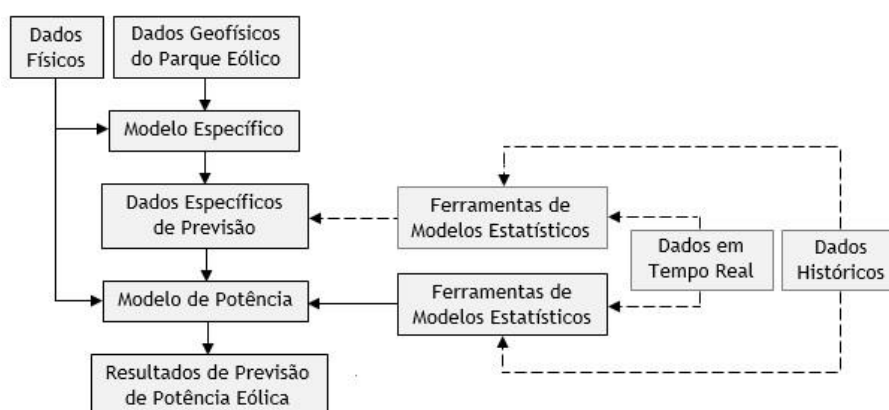 Dados
Físicos
Dados Geofísicos
do Parque Eólico
Modelo Específico
Dados Específicos
de Previsão
Ferramentas de
Modelos Estatísticos
Dados em
Tempo Real
Dados
Históricos
Modelo de Potência
Ferramentas de
Modelos Estatísticos
Resultados de Previsão
de Potência Eólica